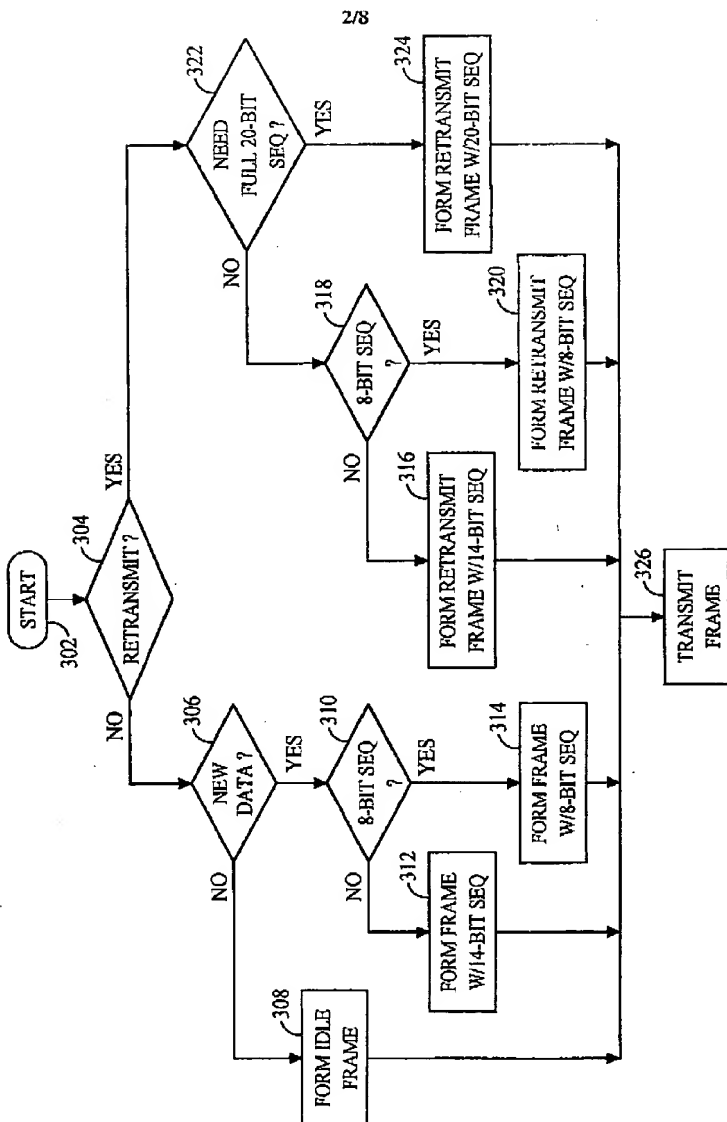 2/8
START
302
304
RETRANSMIT ?
YES
NO
306
NEW
DATA ?
NO
YES
308
FORM IDLE
FRAME
310
8-BIT SEQ
?
NO
YES
312
FORM FRAME
W/14-BIT SEQ
314
FORM FRAME
W/8-BIT SEQ
322
NEED
FULL 20-BIT
SEQ ?
NO
YES
318
8-BIT SEQ
?
NO
YES
316
FORM RETRANSMIT
FRAME W/14-BIT SEQ
320
FORM RETRANSMIT
FRAME W/8-BIT SEQ
324
FORM RETRANSMIT
FRAME W/20-BIT SEQ
326
TRANSMIT
FRAME